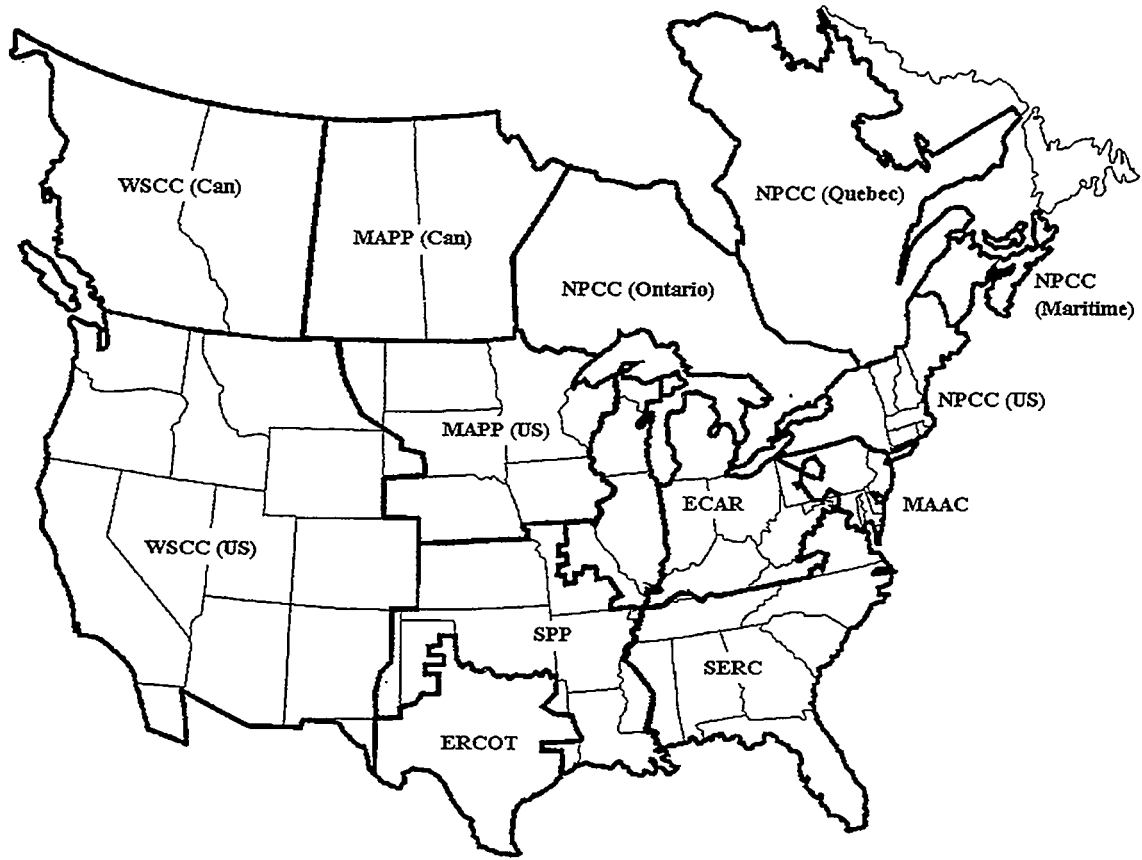 WSCC (Can)
NPCC (Quebec)
MAPP (Can)
NPCC (Ontario)
NPCC
(Maritime)
NPCC (US)
MAPP (US)
ECAR
MAAC
WSCC (US)
SPP
SERC
ERCOT